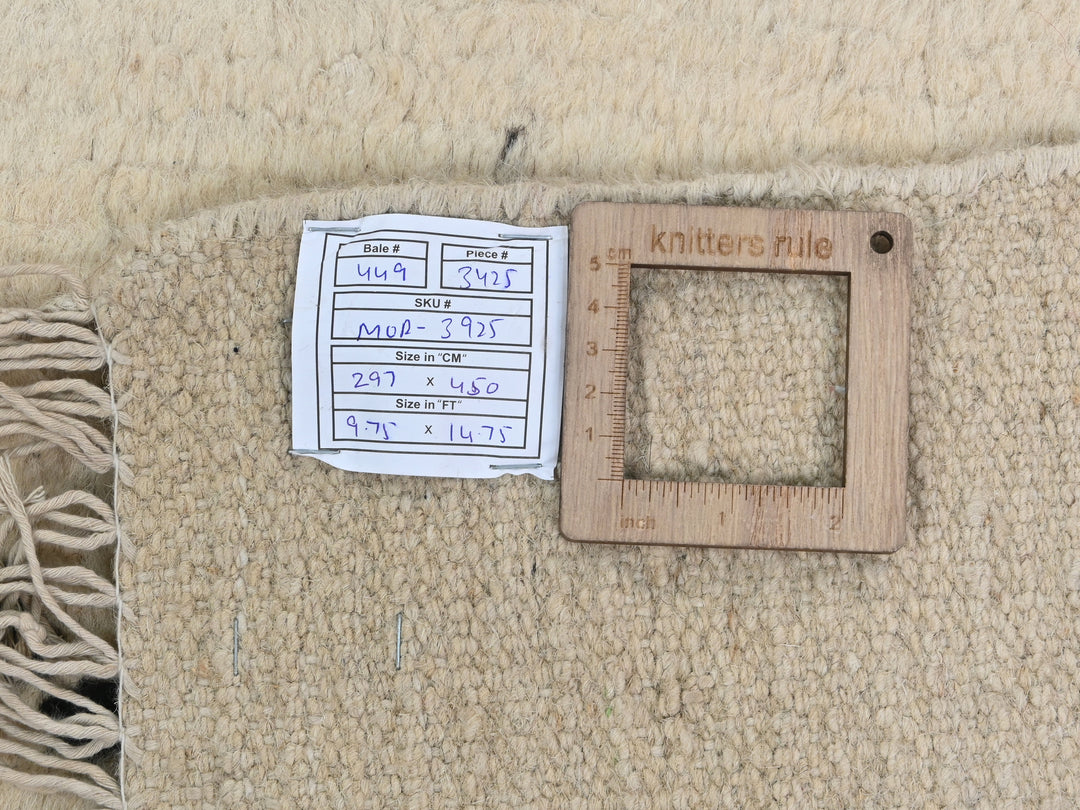 Bale #
449
Piece #
3425
SKU #
MOR- 3925
Size in "CM"
297 x 450
Size in "FT"
9.75 x 14.75
knitters rule
cm
5
4
3
2
1
inch 1 2